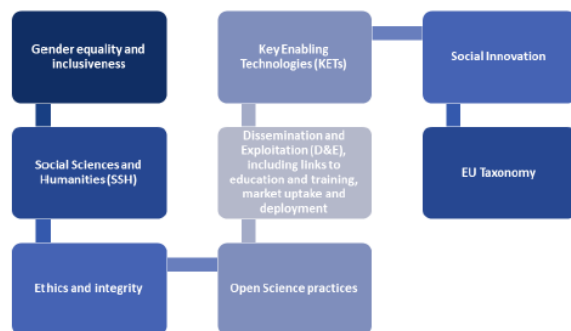 Gender equality and
inclusiveness
Social Sciences and
Humanities (SSH)
Ethics and integrity
Open Science practices
Dissemination and
Exploitation (D&E),
including links to
education and training,
market uptake and
deployment
Key Enabling
Technologies (KETs)
Social Innovation
EU Taxonomy